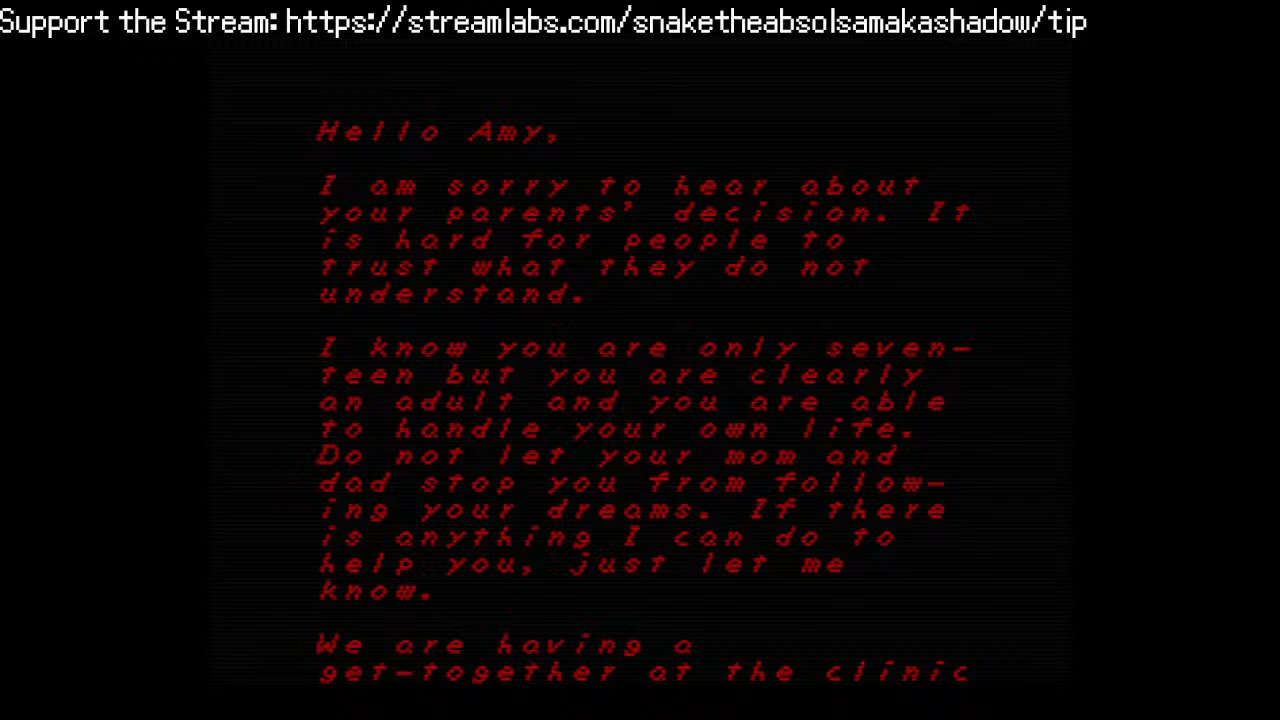 Support the Stream: https://streamlabs.com/snaketheabsolsamakashadow/tip
Hello Amy,
I am sorry to hear about
your parents' decision. It
is hard for people to
trust what they do not
understand.
I know you are only seven-
teen but you are clearly
an adult and you are able
to handle your own life.
Do not let your mom and
dad stop you from follow-
ing your dreams. If there
is anything I can do to
help you, just let me
know.
We are having a
get-together at the clinic